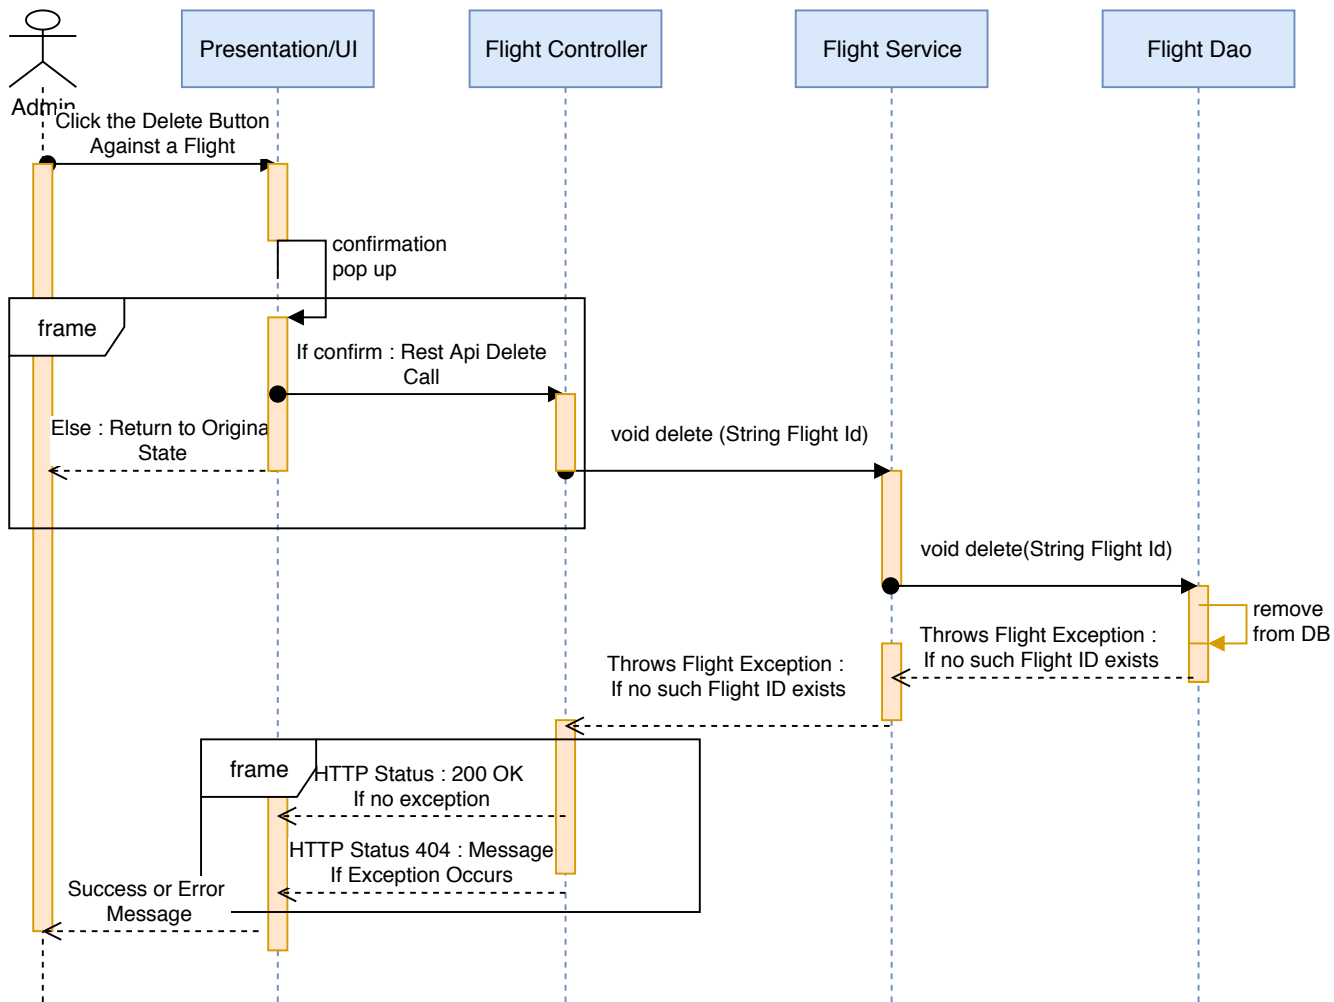 Admin
Presentation/UI
Flight Controller
Flight Service
Flight Dao
Click the Delete Button
Against a Flight
confirmation
pop up
frame
If confirm : Rest Api Delete
Call
Else : Return to Origina
State
void delete (String Flight Id)
void delete(String Flight Id)
remove
from DB
Throws Flight Exception :
If no such Flight ID exists
Throws Flight Exception :
If no such Flight ID exists
frame
HTTP Status : 200 OK
If no exception
HTTP Status 404 : Message
If Exception Occurs
Success or Error
Message